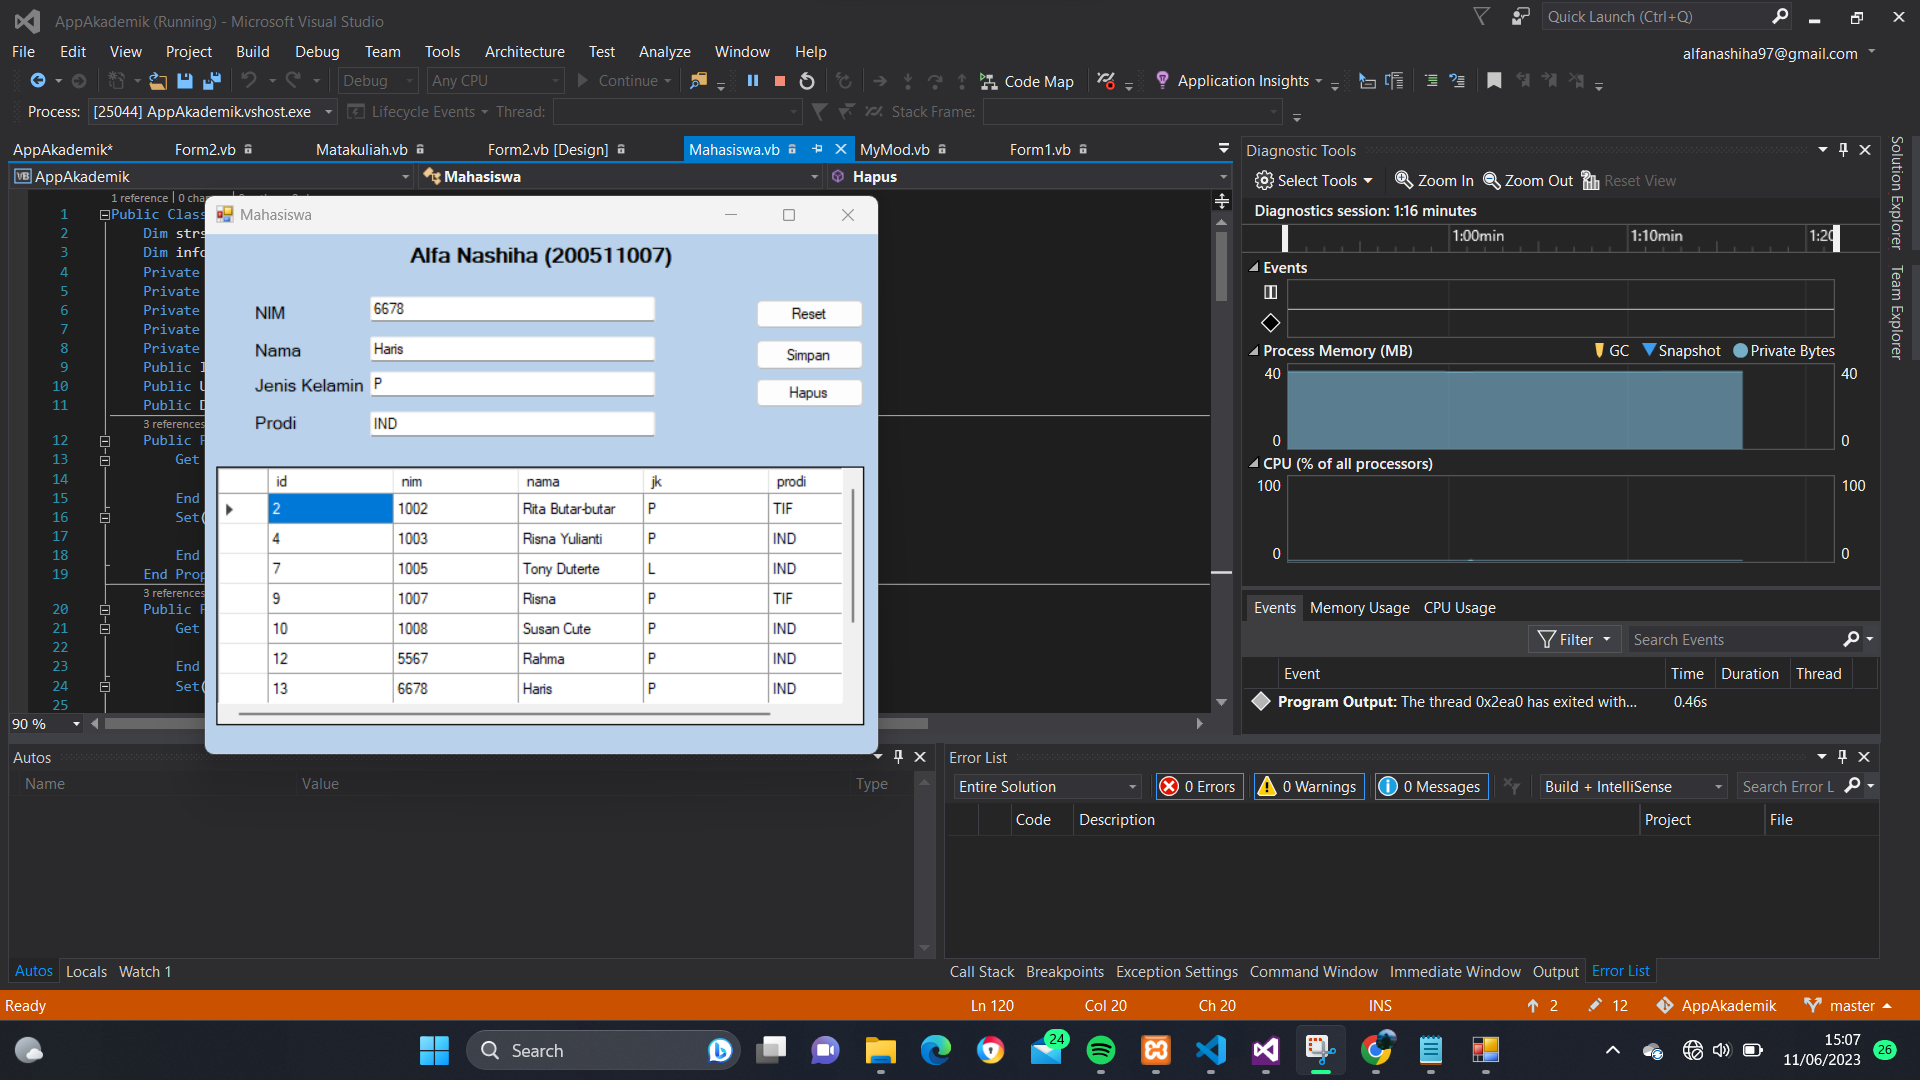 AppAkademik (Running) - Microsoft Visual Studio
Quick Launch (Ctrl+Q)
File Edit View Project Build Debug Team Tools Architecture Test Analyze Window Help
alfanashiha97@gmail.com
Debug Any CPU Continue Code Map Application Insights
Process: [25044] AppAkademik.vshost.exe Lifecycle Events Thread: Stack Frame:
AppAkademik* Form2.vb Matakuliah.vb Form2.vb [Design] Mahasiswa.vb MyMod.vb Form1.vb
VB AppAkademik Mahasiswa Hapus
1 reference | 0 chan
1 Public Class
2 Dim strs
3 Dim info
4 Private
5 Private
6 Private
7 Private
8 Private
9 Public I
10 Public U
11 Public D
3 references
12 Public P
13 Get
14
15 End
16 Set(
17
18 End
19 End Prop
3 references
20 Public P
21 Get
22
23 End
24 Set(
25
90 %
Mahasiswa
Alfa Nashiha (200511007)
NIM 6678 Reset
Nama Haris Simpan
Jenis Kelamin P Hapus
Prodi IND
id nim nama jk prodi
2 1002 Rita Butar-butar P TIF
4 1003 Risna Yulianti P IND
7 1005 Tony Duterte L IND
9 1007 Risna P TIF
10 1008 Susan Cute P IND
12 5567 Rahma P IND
13 6678 Haris P IND
Diagnostic Tools
Select Tools Zoom In Zoom Out Reset View
Diagnostics session: 1:16 minutes
1:00min 1:10min 1:20
Events
Process Memory (MB) GC Snapshot Private Bytes
40 40
0 0
CPU (% of all processors)
100 100
0 0
Events Memory Usage CPU Usage
Filter Search Events
Event Time Duration Thread
Program Output: The thread 0x2ea0 has exited with... 0.46s
Solution Explorer
Team Explorer
Autos
Name Value Type
Autos Locals Watch 1
Error List
Entire Solution 0 Errors 0 Warnings 0 Messages Build + IntelliSense Search Error L
Code Description Project File
Call Stack Breakpoints Exception Settings Command Window Immediate Window Output Error List
Ready Ln 120 Col 20 Ch 20 INS 2 12 AppAkademik master
Search 24
15:07
11/06/2023
26